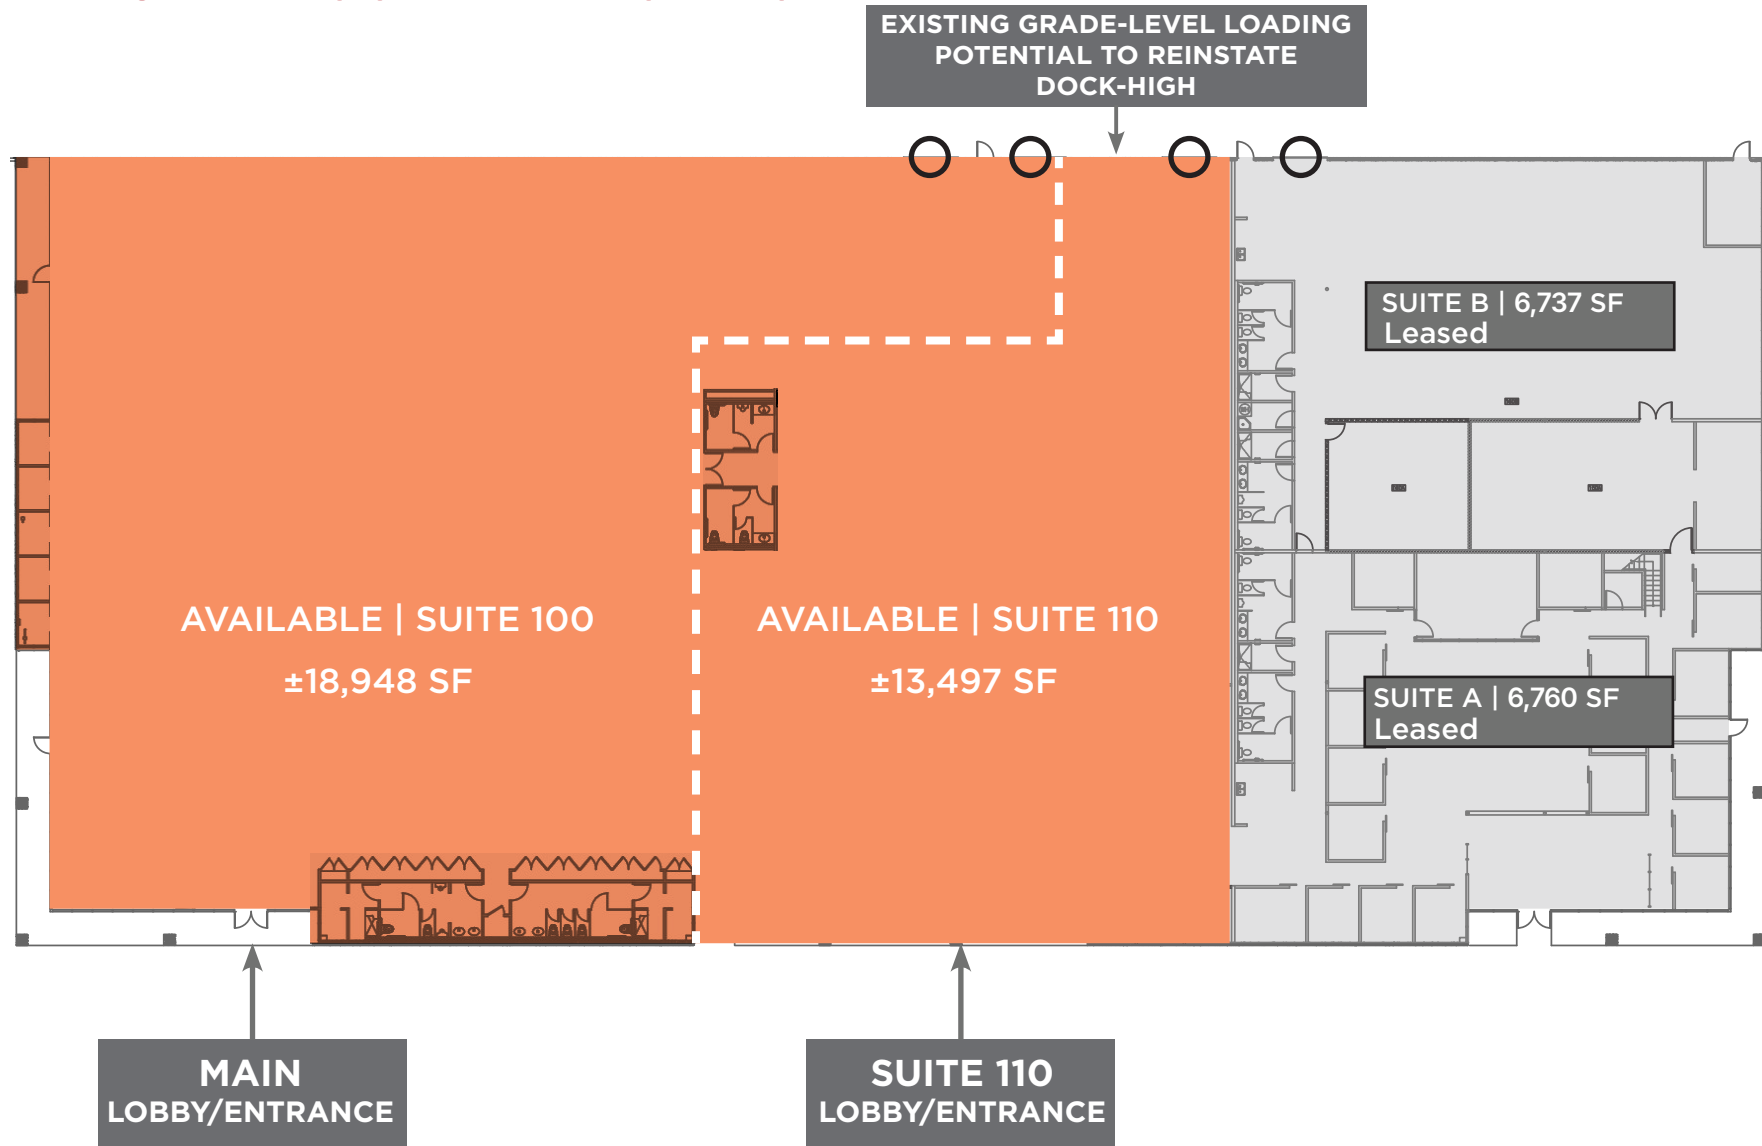 EXISTING GRADE-LEVEL LOADING
POTENTIAL TO REINSTATE
DOCK-HIGH
SUITE B | 6,737 SF
Leased
AVAILABLE | SUITE 100
±18,948 SF
AVAILABLE | SUITE 110
±13,497 SF
SUITE A | 6,760 SF
Leased
MAIN
LOBBY/ENTRANCE
SUITE 110
LOBBY/ENTRANCE